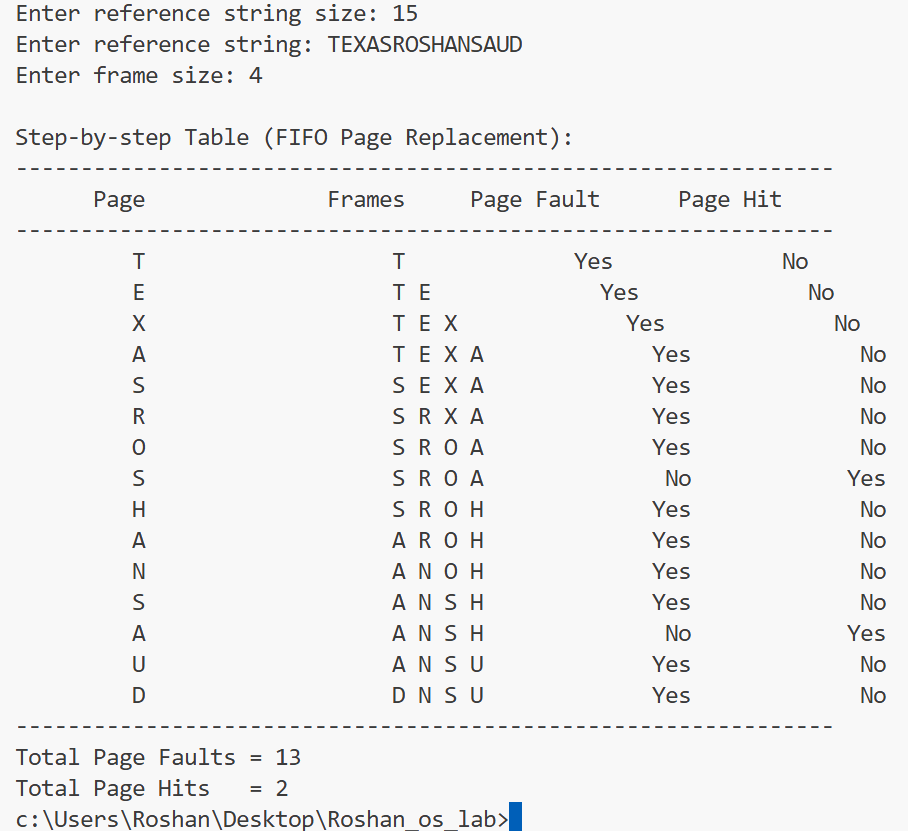 Enter reference string size: 15
Enter reference string: TEXASROSHANSAUD
Enter frame size: 4
Step-by-step Table (FIFO Page Replacement):
---------------------------------------------------------------
Page Frames Page Fault Page Hit
---------------------------------------------------------------
T T Yes No
E T E Yes No
X T E X Yes No
A T E X A Yes No
S S E X A Yes No
R S R X A Yes No
O S R O A Yes No
S S R O A No Yes
H S R O H Yes No
A A R O H Yes No
N A N O H Yes No
S A N S H Yes No
A A N S H No Yes
U A N S U Yes No
D D N S U Yes No
---------------------------------------------------------------
Total Page Faults = 13
Total Page Hits = 2
c:\Users\Roshan\Desktop\Roshan_os_lab>